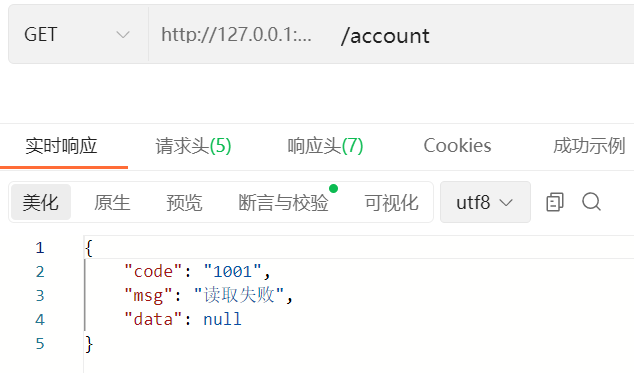 GET http://127.0.0.1:... /account
实时响应 请求头(5) 响应头(7) Cookies 成功示例
美化 原生 预览 断言与校验 可视化 utf8
1 {
2 "code": "1001",
3 "msg": "读取失败",
4 "data": null
5 }